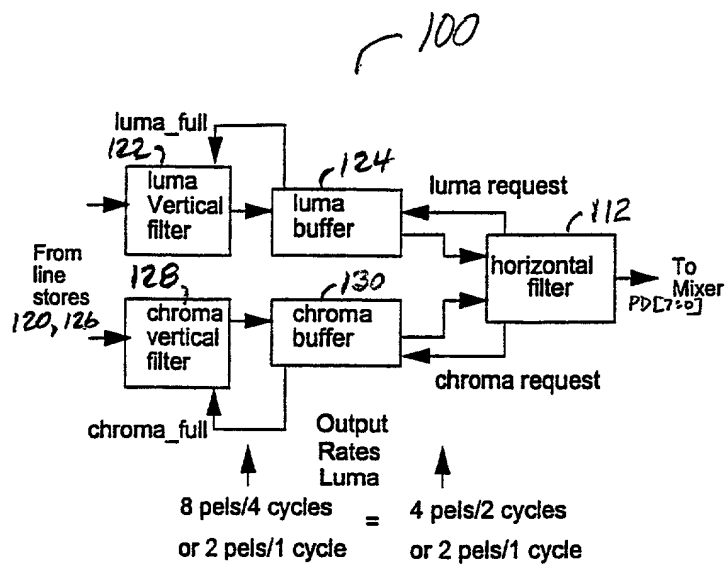 100
luma_full
122
luma
Vertical
filter
124
luma
buffer
luma request
112
horizontal
filter
To
Mixer
PD[7:0]
From
line
stores
120, 126
128
chroma
vertical
filter
130
chroma
buffer
chroma request
chroma_full
Output
Rates
Luma
8 pels/4 cycles
or 2 pels/1 cycle
=
4 pels/2 cycles
or 2 pels/1 cycle